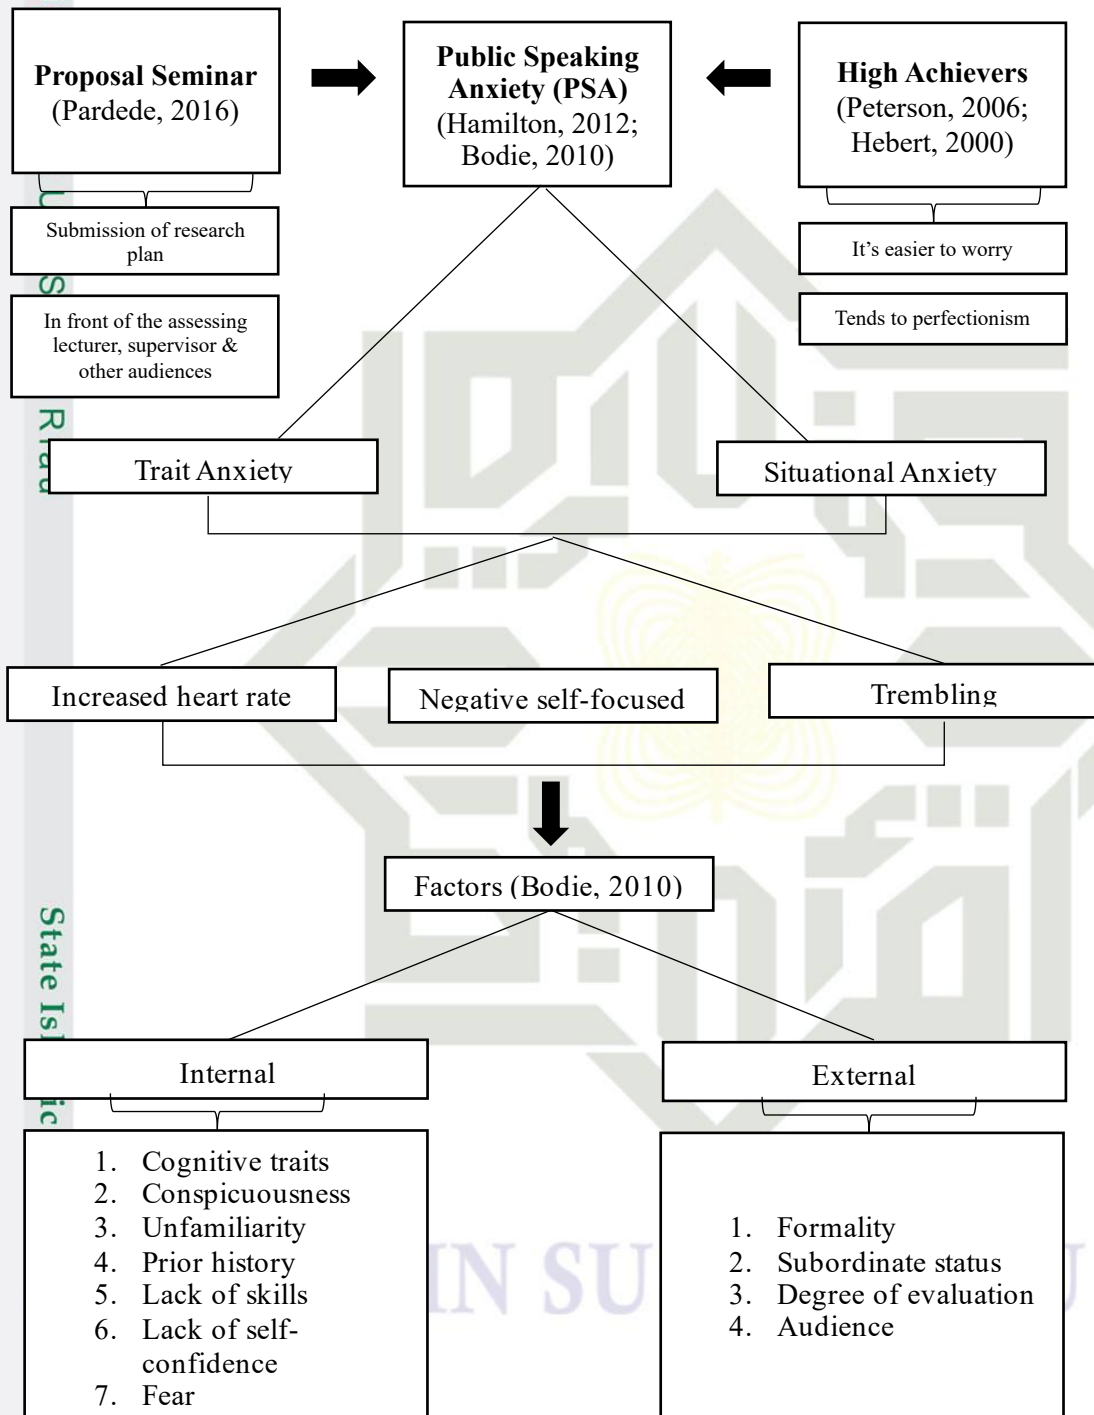 Proposal Seminar
(Pardede, 2016)
Public Speaking
Anxiety (PSA)
(Hamilton, 2012;
Bodie, 2010)
High Achievers
(Peterson, 2006;
Hebert, 2000)
Submission of research
plan
In front of the assessing
lecturer, supervisor &
other audiences
It's easier to worry
Tends to perfectionism
Trait Anxiety
Situational Anxiety
Increased heart rate
Negative self-focused
Trembling
Factors (Bodie, 2010)
Internal
External
1. Cognitive traits
2. Conspicuousness
3. Unfamiliarity
4. Prior history
5. Lack of skills
6. Lack of self-
confidence
7. Fear
1. Formality
2. Subordinate status
3. Degree of evaluation
4. Audience
State